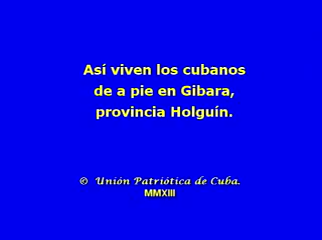 Así viven los cubanos
de a pie en Gibara,
provincia Holguín.
© Unión Patriótica de Cuba.
MMXIII